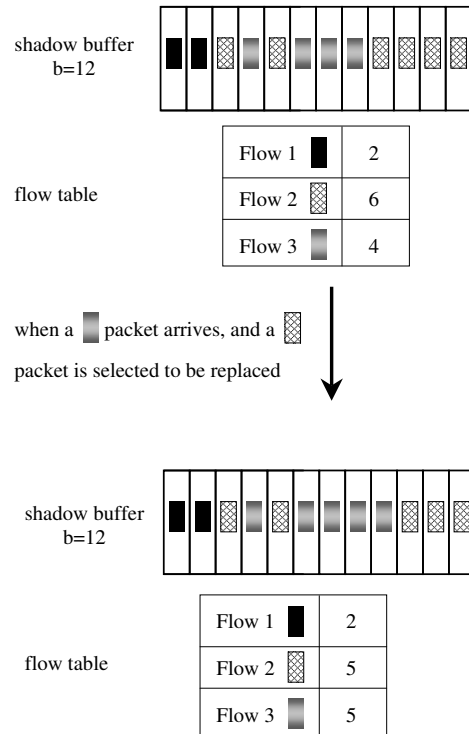 shadow buffer
b=12
flow table
Flow 1 2
Flow 2 6
Flow 3 4
when a packet arrives, and a
packet is selected to be replaced
shadow buffer
b=12
flow table
Flow 1 2
Flow 2 5
Flow 3 5